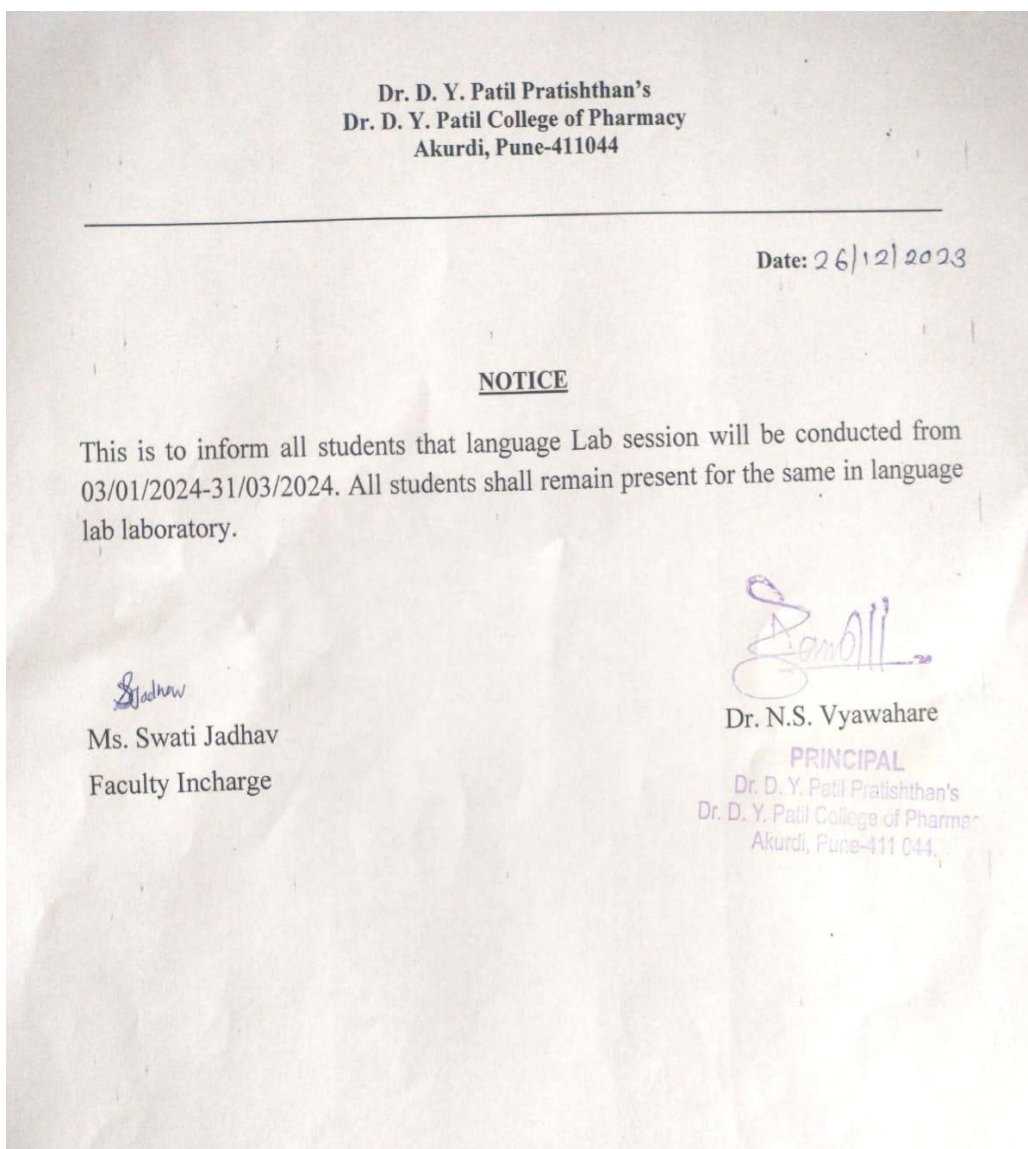 Dr. D. Y. Patil Pratishthan's
Dr. D. Y. Patil College of Pharmacy
Akurdi, Pune-411044
Date: 26/12/2023
NOTICE
This is to inform all students that language Lab session will be conducted from
03/01/2024-31/03/2024. All students shall remain present for the same in language
lab laboratory.
SJadhav
Ms. Swati Jadhav
Faculty Incharge
Dr. N.S. Vyawahare
PRINCIPAL
Dr. D. Y. Patil Pratishthan's
Dr. D. Y. Patil College of Pharmac
Akurdi, Pune-411 044.